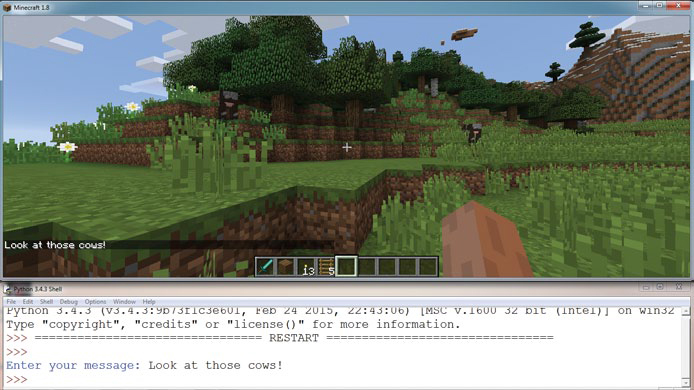 Minecraft 1.8
Look at those cows!
13 5
Python 3.4.3 Shell
File Edit Shell Debug Options Window Help
Python 3.4.3 (v3.4.3:9b73f1c3e601, Feb 24 2015, 22:43:06) [MSC v.1600 32 bit (Intel)] on win32
Type "copyright", "credits" or "license()" for more information.
>>> ================================ RESTART ================================
>>>
Enter your message: Look at those cows!
>>>